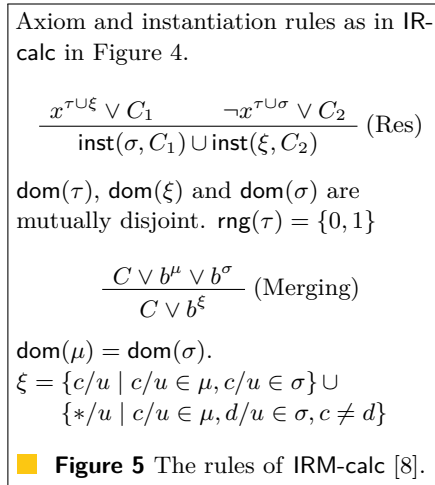 Axiom and instantiation rules as in IR-
calc in Figure 4.
x^{τ∪ξ} ∨ C_1 ¬x^{τ∪σ} ∨ C_2
inst(σ, C_1) ∪ inst(ξ, C_2) (Res)
dom(τ), dom(ξ) and dom(σ) are
mutually disjoint. rng(τ) = {0, 1}
C ∨ b^μ ∨ b^σ
C ∨ b^ξ (Merging)
dom(μ) = dom(σ).
ξ = {c/u | c/u ∈ μ, c/u ∈ σ} ∪
{*/u | c/u ∈ μ, d/u ∈ σ, c ≠ d}
Figure 5 The rules of IRM-calc [8].